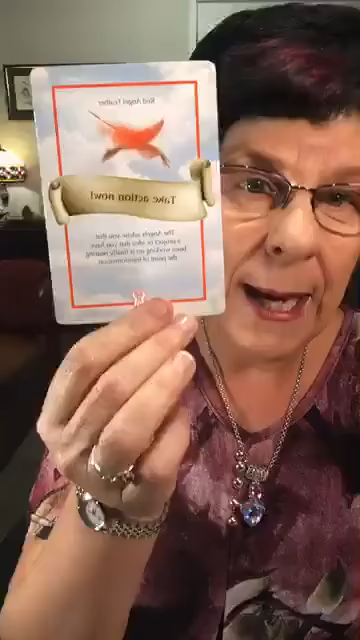 Red Angel Feather
Take action now!
The Angels advise you that
a project or idea that you have
been working on is finally nearing
the point of transformation